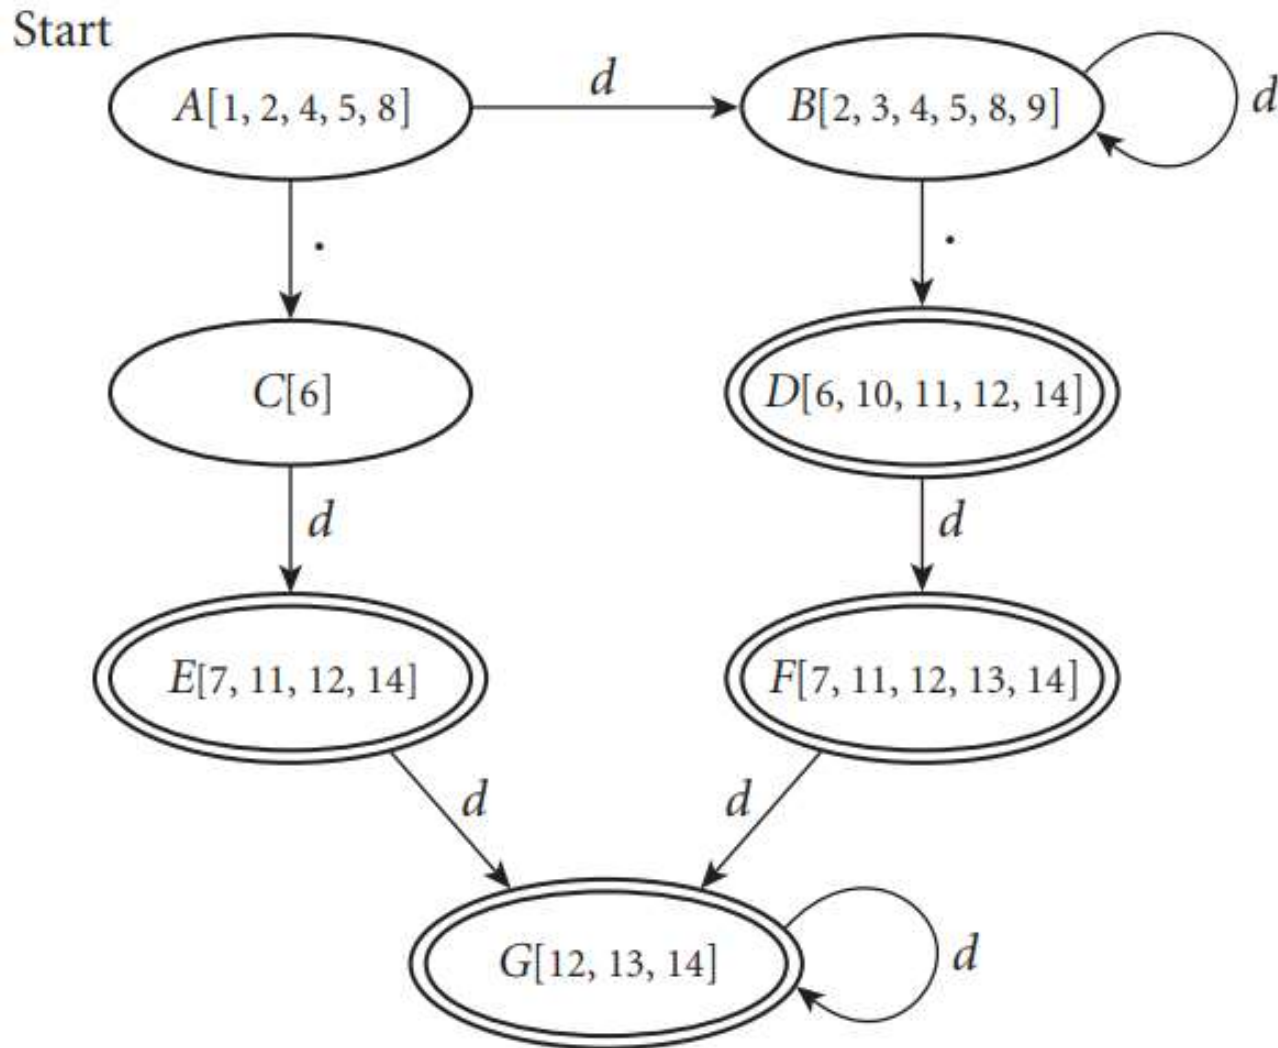 Start
A[1, 2, 4, 5, 8]
d
B[2, 3, 4, 5, 8, 9]
d
.
.
C[6]
D[6, 10, 11, 12, 14]
d
d
E[7, 11, 12, 14]
F[7, 11, 12, 13, 14]
d
d
G[12, 13, 14]
d